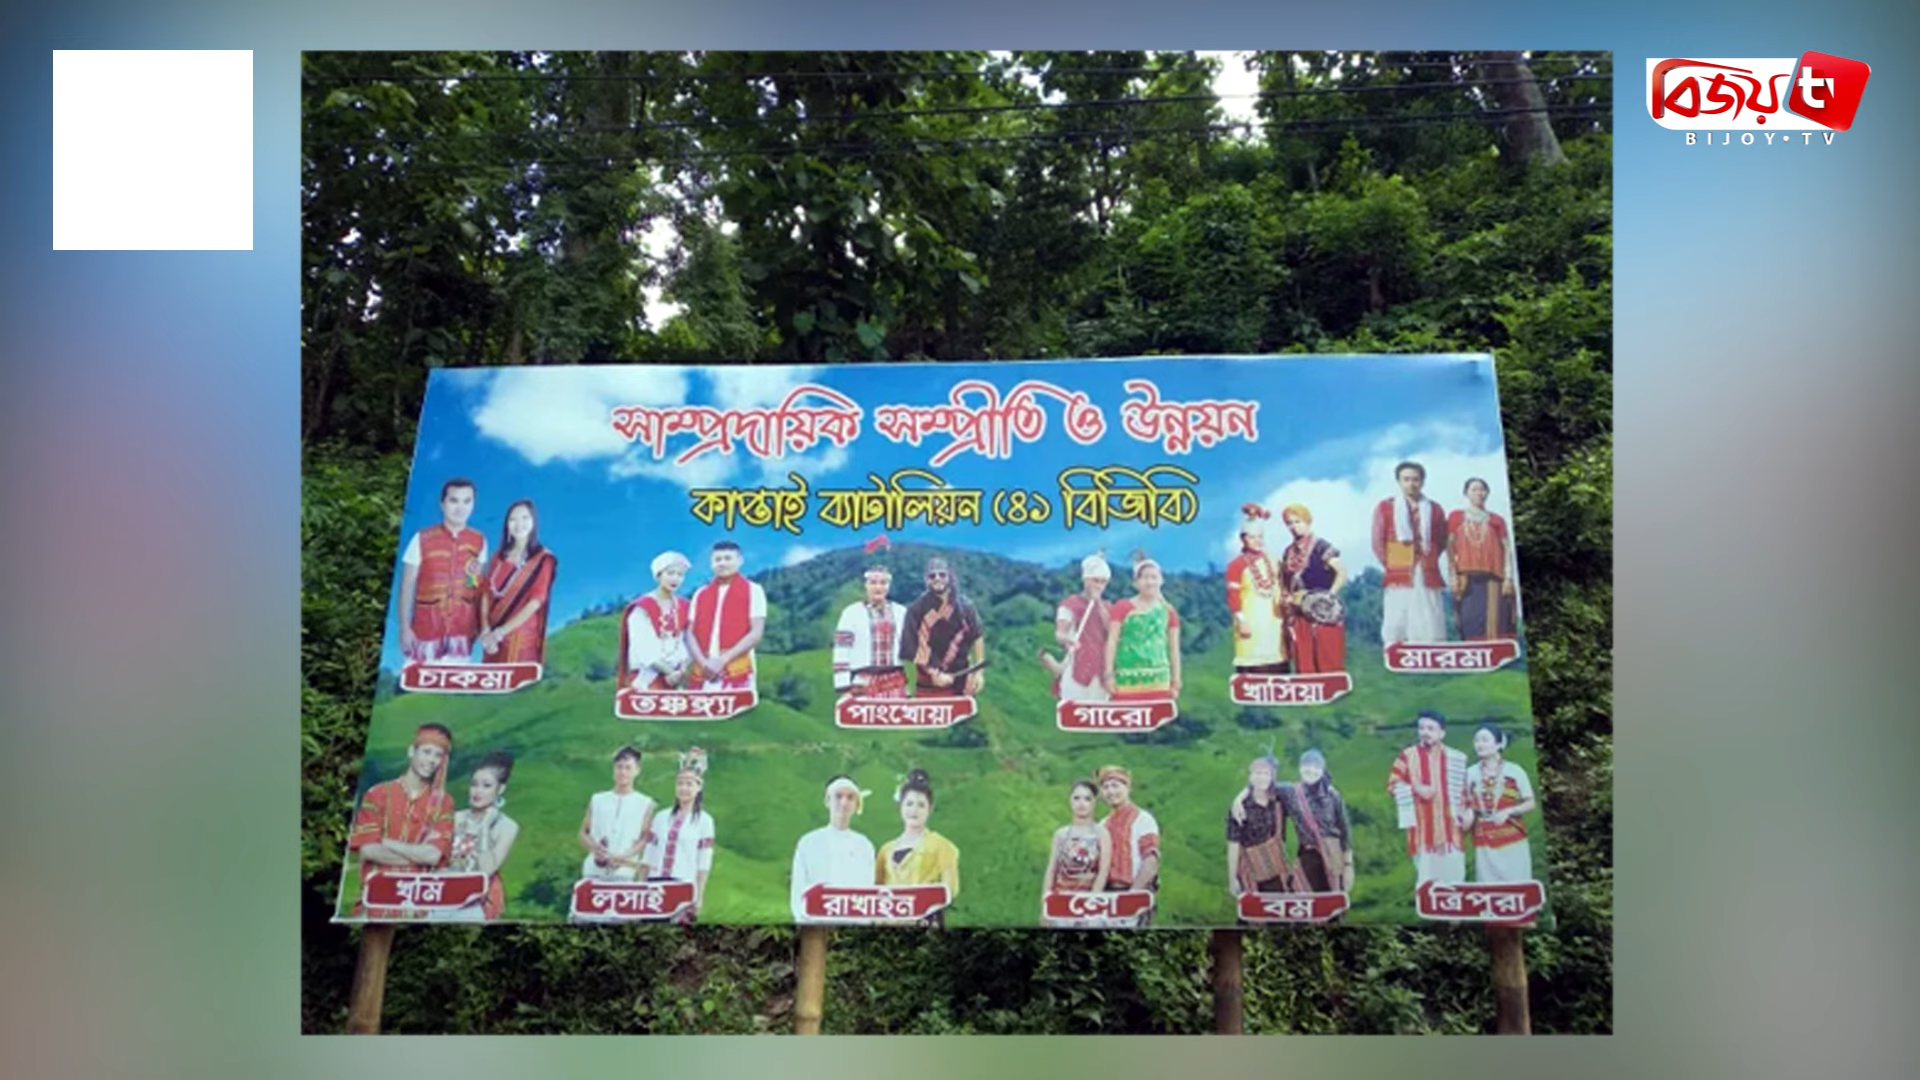 বিজয় tv
BIJOY•TV
সাম্প্রদায়িক সম্প্রীতি ও উন্নয়ন
কাপ্তাই ব্যাটালিয়ন (৪১ বিজিবি)
চাকমা
তঞ্চঙ্গ্যা
পাংখোয়া
গারো
খাসিয়া
মারমা
খুমি
লুসাই
রাখাইন
ম্রো
বম
ত্রিপুরা